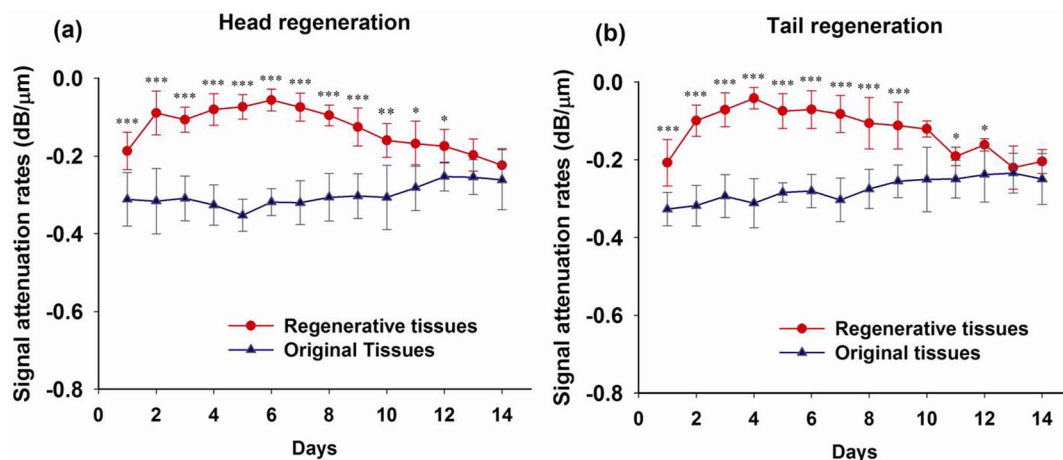 Head regeneration
(a)
Signal attenuation rates (dB/μm)
0.0
-0.2
-0.4
-0.6
-0.8
*** *** *** *** *** *** *** *** *** ** * *
Regenerative tissues
Original Tissues
0 2 4 6 8 10 12 14
Days
Tail regeneration
(b)
Signal attenuation rates (dB/μm)
0.0
-0.2
-0.4
-0.6
-0.8
*** *** *** *** *** *** *** *** *** * *
Regenerative tissues
Original tissues
0 2 4 6 8 10 12 14
Days